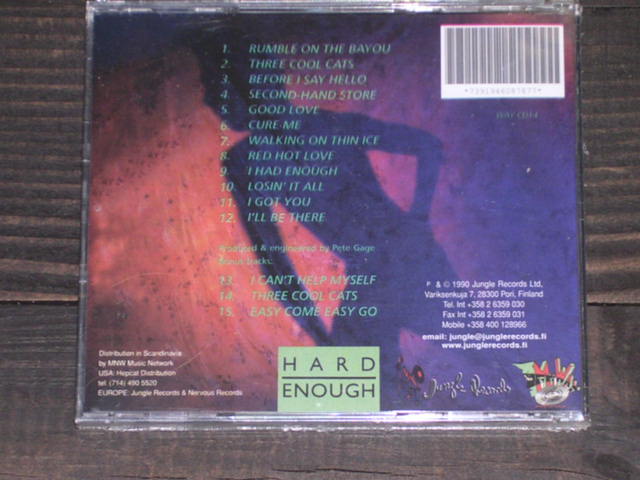 1. RUMBLE ON THE BAYOU
2. THREE COOL CATS
3. BEFORE I SAY HELLO
4. SECOND-HAND STORE
5. GOOD LOVE
6. CURE ME
7. WALKING ON THIN ICE
8. RED HOT LOVE
9. I HAD ENOUGH
10. LOSIN' IT ALL
11. I GOT YOU
12. I'LL BE THERE
Produced & engineered by Pete Gage
Bonus tracks:
13. I CAN'T HELP MYSELF
14. THREE COOL CATS
15. EASY COME EASY GO
WAY CD14
P & © 1990 Jungle Records Ltd,
Variksenkuja 7, 28300 Pori, Finland
Tel. Int +358 2 6359 030
Fax Int +358 2 6359 031
Mobile +358 400 128966
email: jungle@junglerecords.fi
www.junglerecords.fi
Distribution in Scandinavia
by MNW Music Network
USA: Hepcat Distribution
tel. (714) 490 5520
EUROPE: Jungle Records & Nervous Records
HARD
ENOUGH
Jungle Records